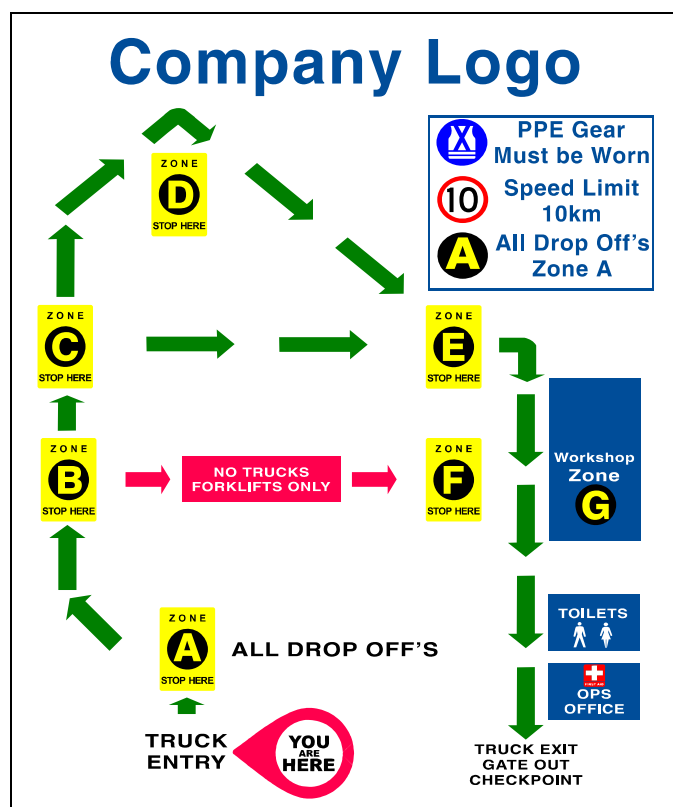 Company Logo
ZONE
D
STOP HERE
PPE Gear
Must be Worn
10
Speed Limit
10km
A
All Drop Off's
Zone A
ZONE
C
STOP HERE
ZONE
E
STOP HERE
ZONE
B
STOP HERE
NO TRUCKS
FORKLIFTS ONLY
ZONE
F
STOP HERE
Workshop
Zone
G
ZONE
A
STOP HERE
ALL DROP OFF'S
TOILETS
FIRST AID
OPS
OFFICE
TRUCK
ENTRY
YOU
ARE
HERE
TRUCK EXIT
GATE OUT
CHECKPOINT